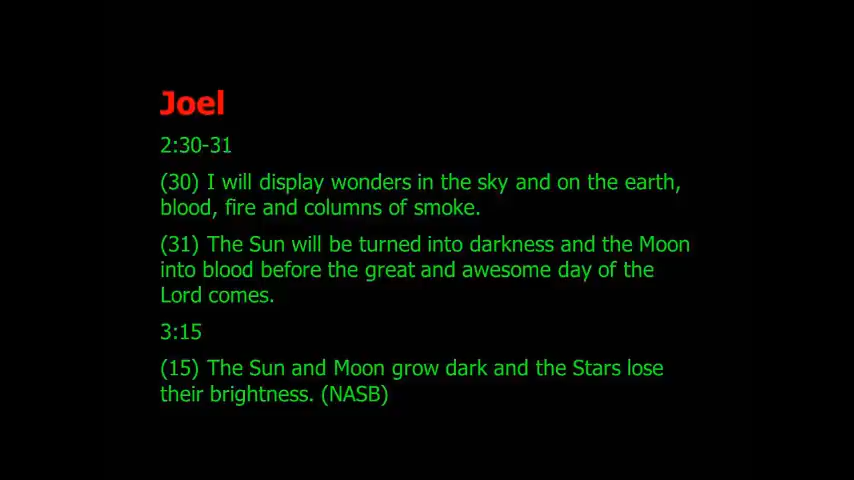 Joel
2:30-31
(30) I will display wonders in the sky and on the earth,
blood, fire and columns of smoke.
(31) The Sun will be turned into darkness and the Moon
into blood before the great and awesome day of the
Lord comes.
3:15
(15) The Sun and Moon grow dark and the Stars lose
their brightness. (NASB)